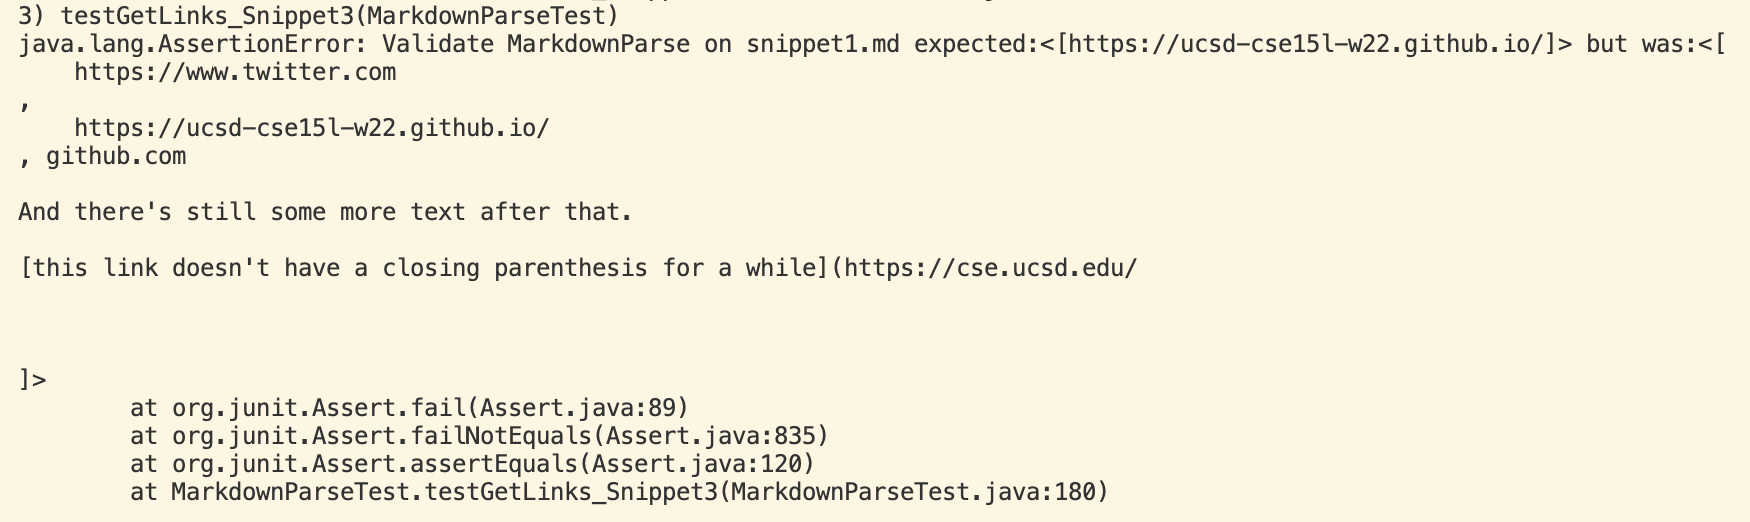 3) testGetLinks_Snippet3(MarkdownParseTest)
java.lang.AssertionError: Validate MarkdownParse on snippet1.md expected:<[https://ucsd-cse15l-w22.github.io/]> but was:<[
    https://www.twitter.com
,
    https://ucsd-cse15l-w22.github.io/
, github.com

And there's still some more text after that.

[this link doesn't have a closing parenthesis for a while](https://cse.ucsd.edu/



]>
        at org.junit.Assert.fail(Assert.java:89)
        at org.junit.Assert.failNotEquals(Assert.java:835)
        at org.junit.Assert.assertEquals(Assert.java:120)
        at MarkdownParseTest.testGetLinks_Snippet3(MarkdownParseTest.java:180)